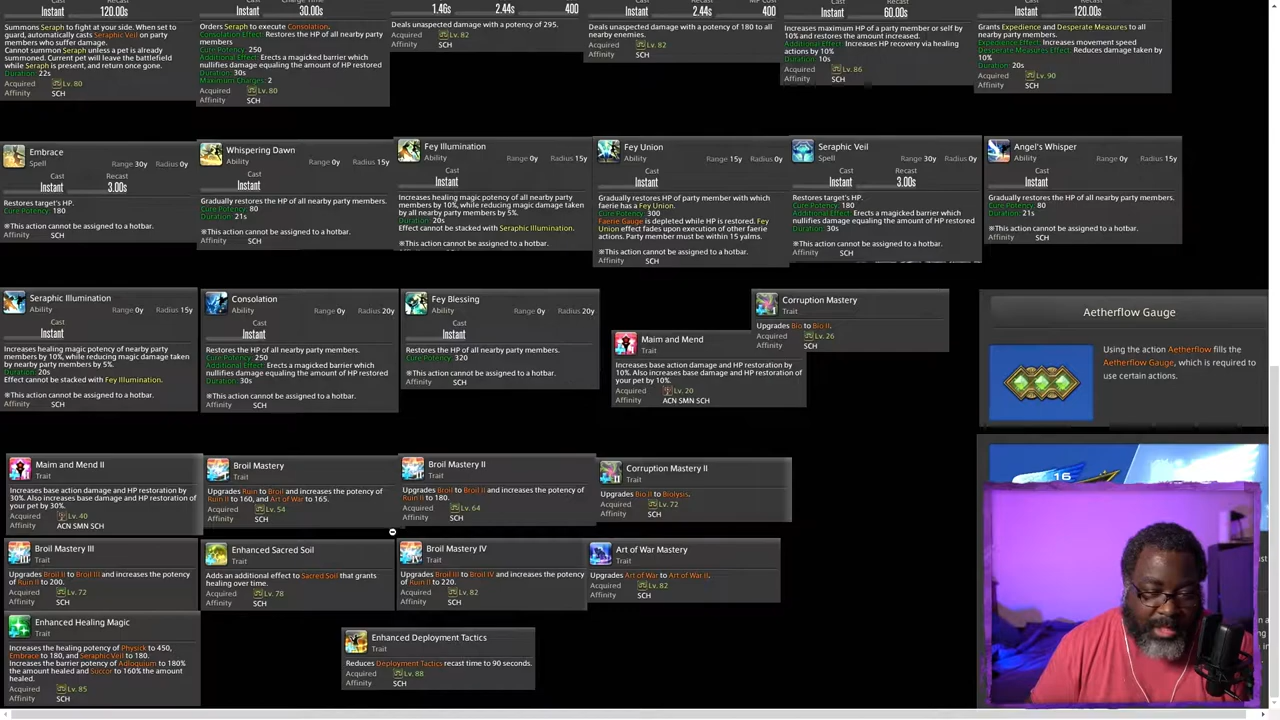 Cast
120.00s
Instant
Summons Seraph to fight at your side. When set to
guard, automatically casts Seraphic Veil on party
members who suffer damage.
Cannot summon Seraph unless a pet is already
summoned. Current pet will leave the battlefield
while Seraph is present, and return once gone.
Duration: 22s
Acquired Lv. 80
Affinity SCH
Instant 30.00s
Orders Seraph to execute Consolation.
Consolation Effect: Restores the HP of all nearby party
members
Cure Potency: 250
Additional Effect: Erects a magicked barrier which
nullifies damage equaling the amount of HP restored
Duration: 30s
Maximum Charges: 2
Acquired Lv. 80
Affinity SCH
1.46s 2.44s 400
Deals unaspected damage with a potency of 295.
Acquired Lv. 82
Affinity SCH
Instant 2.44s 400
Deals unaspected damage with a potency of 180 to all
nearby enemies.
Acquired Lv. 82
Affinity SCH
Cast Recast
Instant 60.00s
Increases maximum HP of a party member or self by
10% and restores the amount increased.
Additional Effect: Increases HP recovery via healing
actions by 10%
Duration: 10s
Acquired Lv. 86
Affinity SCH
Cast Recast
Instant 120.00s
Grants Expedience and Desperate Measures to all
nearby party members.
Expedience Effect: Increases movement speed
Desperate Measures Effect: Reduces damage taken by
10%
Duration: 20s
Acquired Lv. 90
Affinity SCH
Embrace
Spell Range 30y Radius 0y
Cast Recast
Instant 3.00s
Restores target's HP.
Cure Potency: 180
※This action cannot be assigned to a hotbar.
Affinity SCH
Whispering Dawn
Ability Range 0y Radius 15y
Cast
Instant
Gradually restores the HP of all nearby party members.
Cure Potency: 80
Duration: 21s
※This action cannot be assigned to a hotbar.
Affinity SCH
Fey Illumination
Ability Range 0y Radius 15y
Cast
Instant
Increases healing magic potency of all nearby party
members by 10%, while reducing magic damage taken
by all nearby party members by 5%.
Duration: 20s
Effect cannot be stacked with Seraphic Illumination.
※This action cannot be assigned to a hotbar.
Fey Union
Ability Range 15y Radius 0y
Cast
Instant
Gradually restores HP of party member with which
faerie has a Fey Union.
Cure Potency: 300
Faerie Gauge is depleted while HP is restored. Fey
Union effect fades upon execution of other faerie
actions. Party member must be within 15 yalms.
※This action cannot be assigned to a hotbar.
Affinity SCH
Seraphic Veil
Spell Range 30y Radius 0y
Cast Recast
Instant 3.00s
Restores target's HP.
Cure Potency: 180
Additional Effect: Erects a magicked barrier which
nullifies damage equaling the amount of HP restored
Duration: 30s
※This action cannot be assigned to a hotbar.
Affinity SCH
Angel's Whisper
Ability Range 0y Radius 15y
Cast
Instant
Gradually restores the HP of all nearby party members.
Cure Potency: 80
Duration: 21s
※This action cannot be assigned to a hotbar.
Affinity SCH
Seraphic Illumination
Ability Range 0y Radius 15y
Cast
Instant
Increases healing magic potency of all nearby party
members by 10%, while reducing magic damage taken
by nearby party members by 5%.
Duration: 20s
Effect cannot be stacked with Fey Illumination.
※This action cannot be assigned to a hotbar.
Affinity SCH
Consolation
Ability Range 0y Radius 20y
Cast
Instant
Restores the HP of all nearby party members.
Cure Potency: 250
Additional Effect: Erects a magicked barrier which
nullifies damage equaling the amount of HP restored
Duration: 30s
※This action cannot be assigned to a hotbar.
Affinity SCH
Fey Blessing
Ability Range 0y Radius 20y
Cast
Instant
Restores the HP of all nearby party members.
Cure Potency: 320
※This action cannot be assigned to a hotbar.
Affinity SCH
Maim and Mend
Trait
Increases base action damage and HP restoration by
10%. Also increases base damage and HP restoration of
your pet by 10%.
Acquired Lv. 20
Affinity ACN SMN SCH
Corruption Mastery
Trait
Upgrades Bio to Bio II.
Acquired Lv. 26
Affinity SCH
Aetherflow Gauge
Using the action Aetherflow fills the
Aetherflow Gauge, which is required to
use certain actions.
Maim and Mend II
Trait
Increases base action damage and HP restoration by
30%. Also increases base damage and HP restoration of
your pet by 30%.
Acquired Lv. 40
Affinity ACN SMN SCH
Broil Mastery
Trait
Upgrades Ruin to Broil and increases the potency of
Ruin II to 160, and Art of War to 165.
Acquired Lv. 54
Affinity SCH
Broil Mastery II
Trait
Upgrades Broil to Broil II and increases the potency of
Ruin II to 180.
Acquired Lv. 64
Affinity SCH
Corruption Mastery II
Trait
Upgrades Bio II to Biolysis.
Acquired Lv. 72
Affinity SCH
16
Broil Mastery III
Trait
Upgrades Broil II to Broil III and increases the potency
of Ruin II to 200.
Acquired Lv. 72
Affinity SCH
Enhanced Sacred Soil
Trait
Adds an additional effect to Sacred Soil that grants
healing over time.
Acquired Lv. 78
Affinity SCH
Broil Mastery IV
Trait
Upgrades Broil III to Broil IV and increases the potency
of Ruin II to 220.
Acquired Lv. 82
Affinity SCH
Art of War Mastery
Trait
Upgrades Art of War to Art of War II.
Acquired Lv. 82
Affinity SCH
Enhanced Healing Magic
Trait
Increases the healing potency of Physick to 450,
Embrace to 180, and Seraphic Veil to 180.
Increases the barrier potency of Adloquium to 180%
the amount healed and Succor to 160% the amount
healed.
Acquired Lv. 85
Affinity SCH
Enhanced Deployment Tactics
Trait
Reduces Deployment Tactics recast time to 90 seconds.
Acquired Lv. 88
Affinity SCH